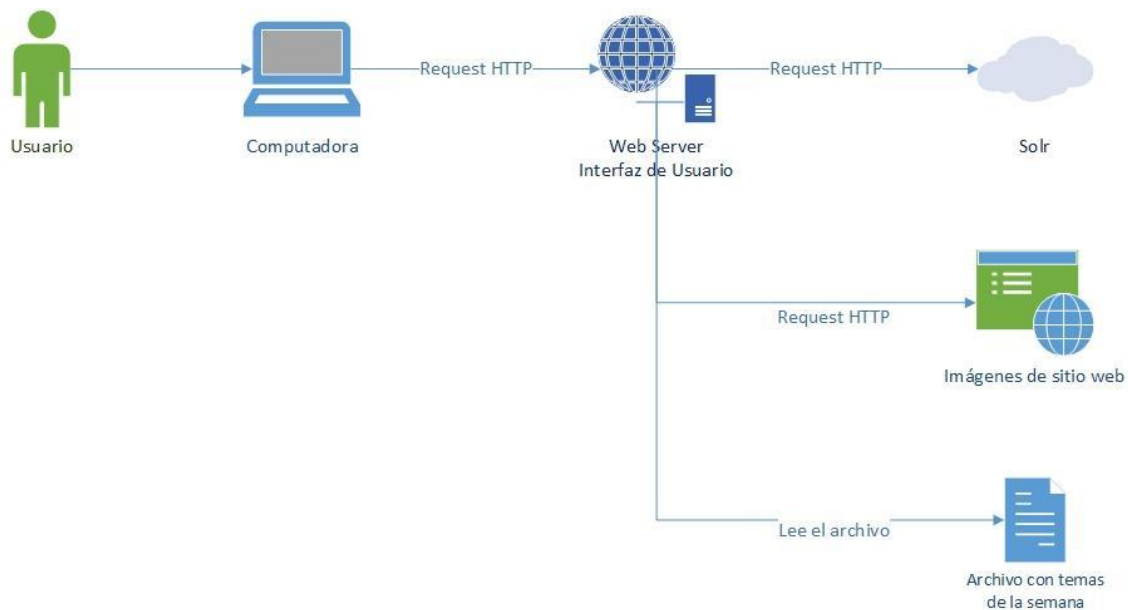 Request HTTP
Request HTTP
Usuario
Computadora
Web Server
Interfaz de Usuario
Solr
Request HTTP
Imágenes de sitio web
Lee el archivo
Archivo con temas
de la semana